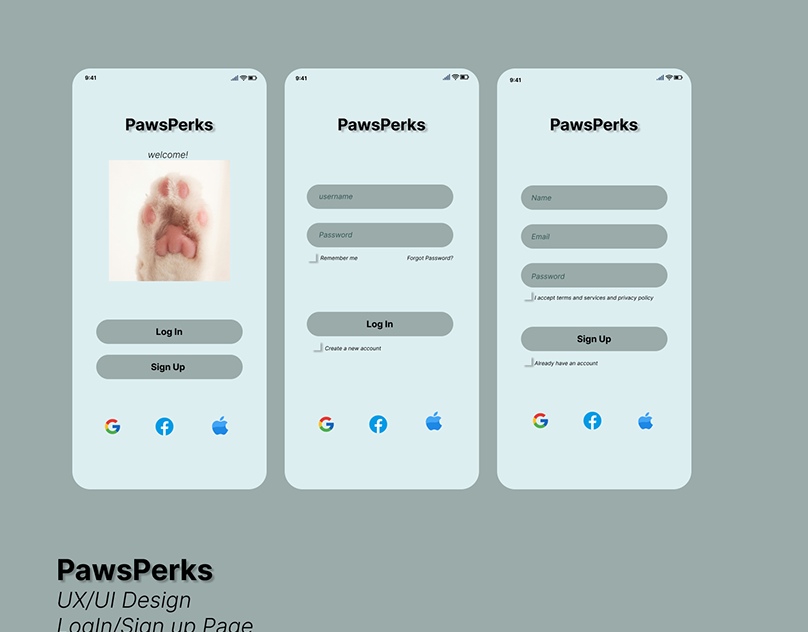 9:41
PawsPerks
welcome!
Log In
Sign Up
9:41
PawsPerks
username
Password
Remember me
Forgot Password?
Log In
Create a new account
9:41
PawsPerks
Name
Email
Password
I accept terms and services and privacy policy
Sign Up
Already have an account
PawsPerks
UX/UI Design
LogIn/Sign up Page